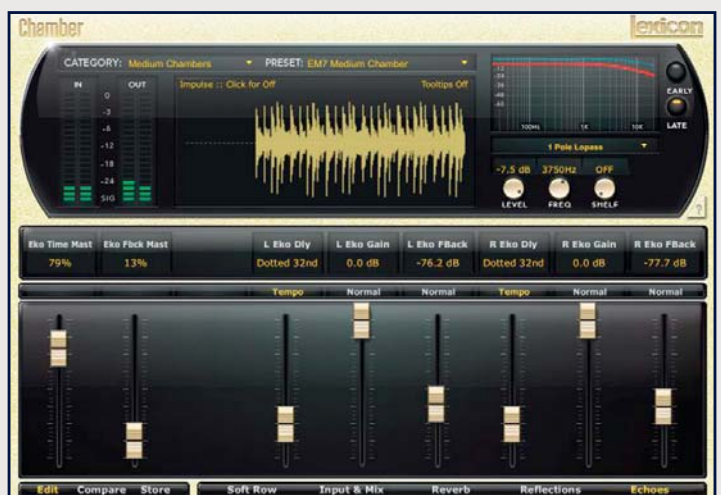 Chamber
lexicon
CATEGORY: Medium Chambers PRESET: EM7 Medium Chamber
IN OUT
Impulse :: Click for Off Tooltips Off
0
-3
-6
-12
-18
-24
SIG
100Hz 1K 10K
EARLY
LATE
1 Pole Lopass
-7.5 dB 3750Hz OFF
LEVEL FREQ SHELF
?
Eko Time Mast Eko Fbck Mast L Eko Dly L Eko Gain L Eko FBack R Eko Dly R Eko Gain R Eko FBack
79% 13% Dotted 32nd 0.0 dB -76.2 dB Dotted 32nd 0.0 dB -77.7 dB
Tempo Normal Normal Tempo Normal Normal
Edit Compare Store Soft Row Input & Mix Reverb Reflections Echoes